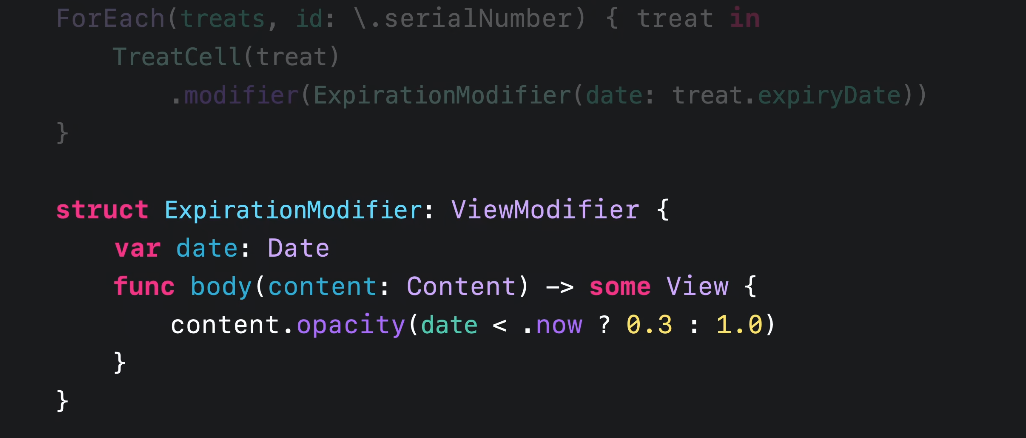 ForEach(treats, id: \.serialNumber) { treat in
    TreatCell(treat)
        .modifier(ExpirationModifier(date: treat.expiryDate))
}
struct ExpirationModifier: ViewModifier {
    var date: Date
    func body(content: Content) -> some View {
        content.opacity(date < .now ? 0.3 : 1.0)
    }
}